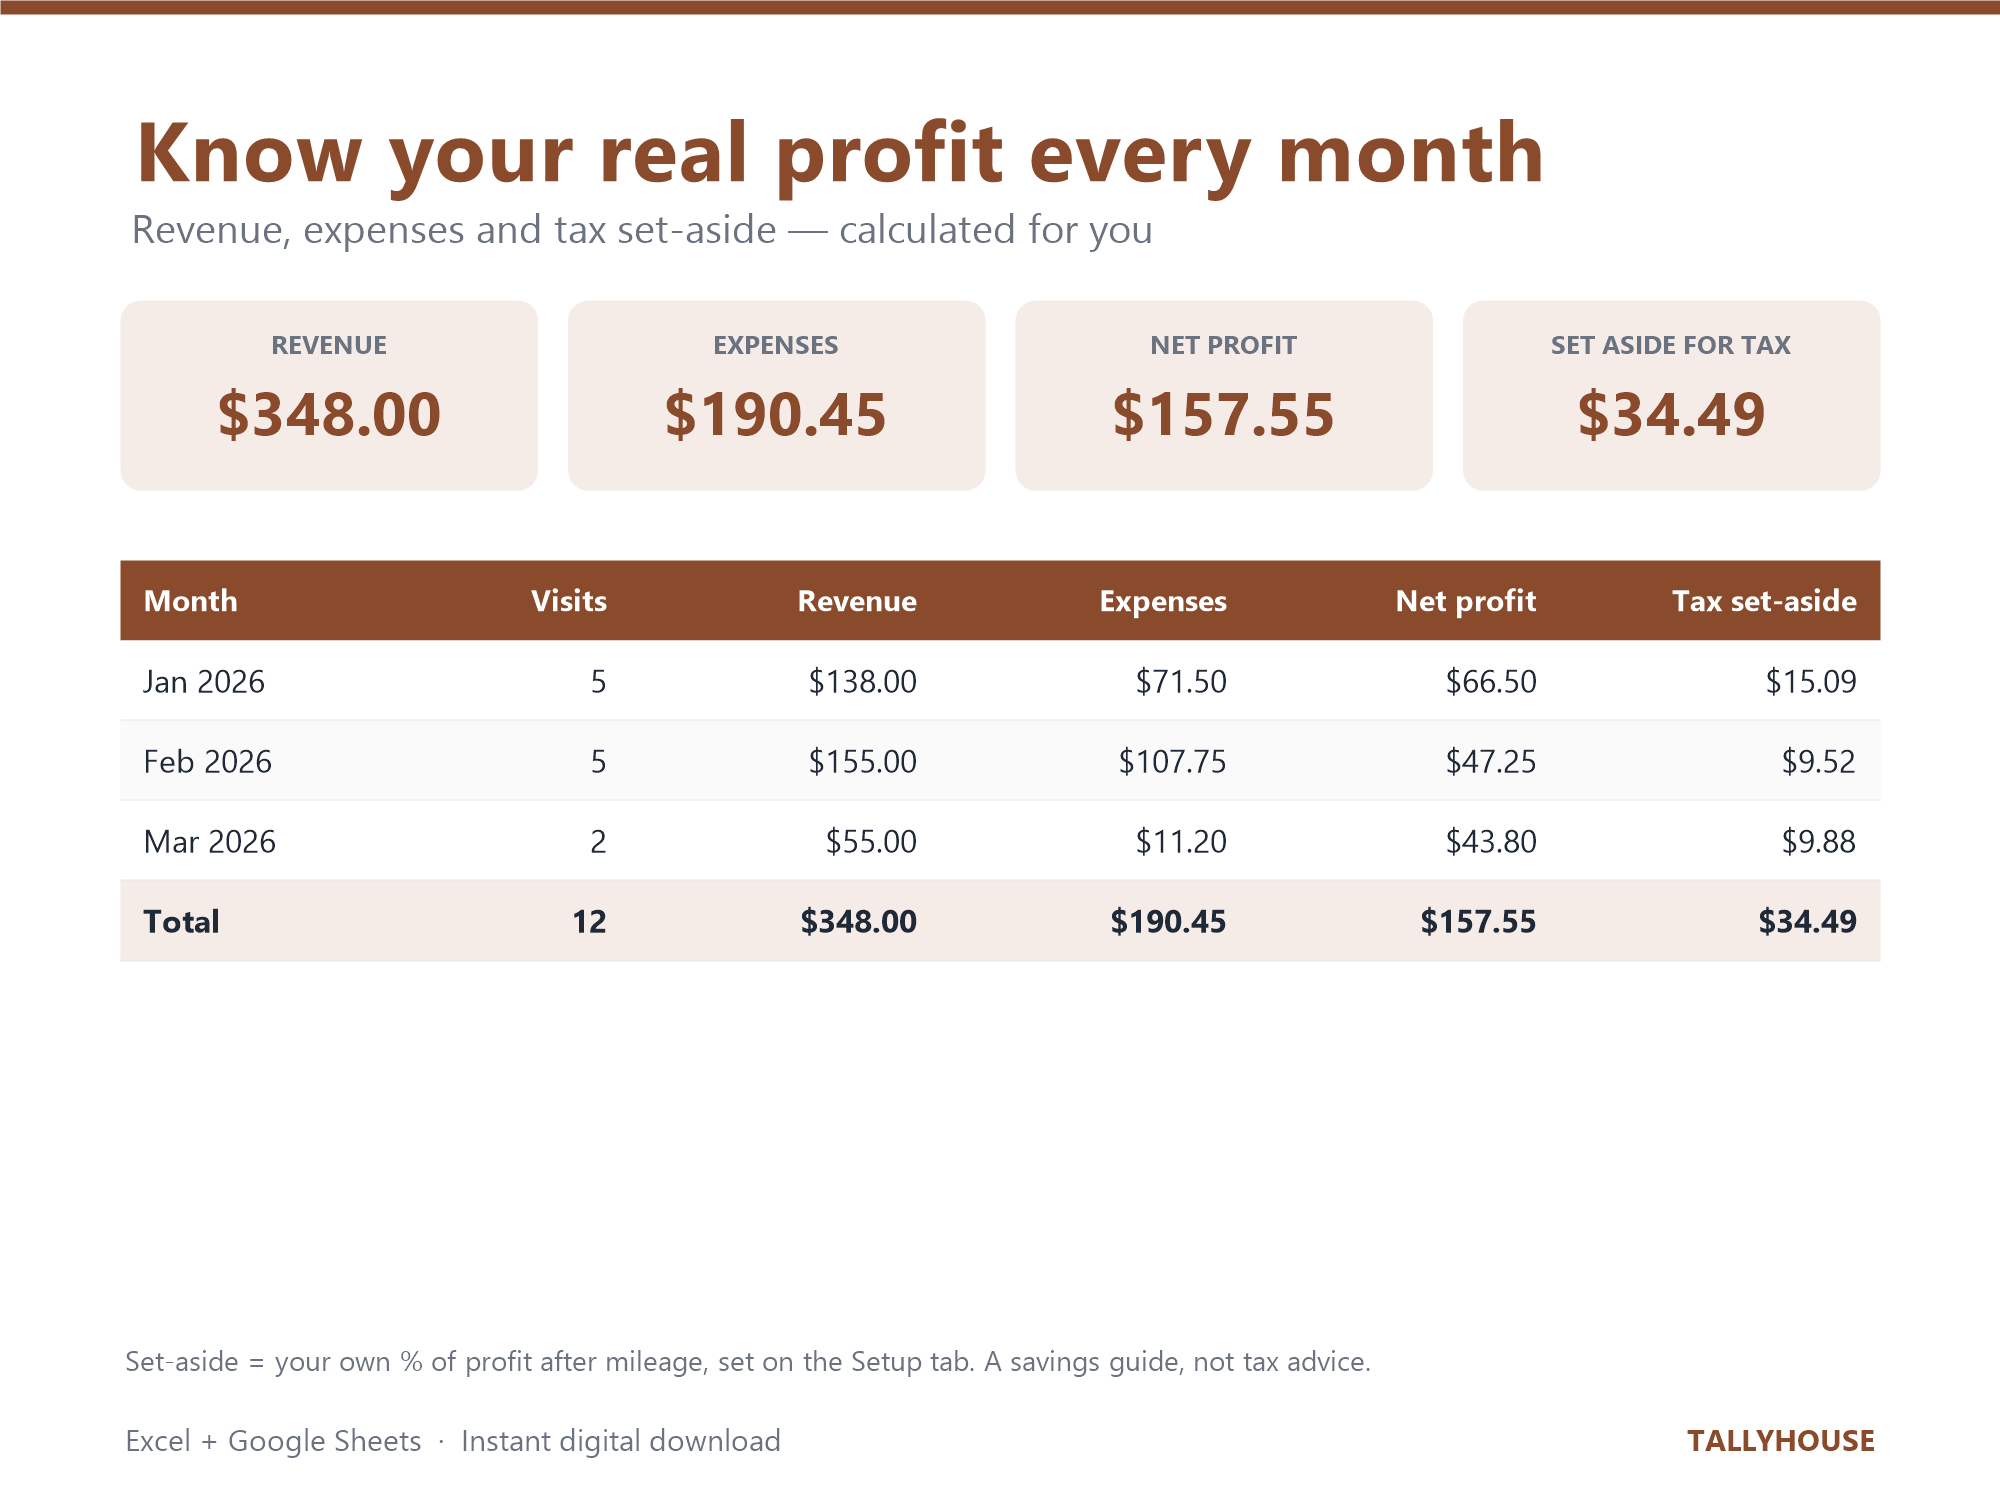 Know your real profit every month
Revenue, expenses and tax set-aside — calculated for you
REVENUE EXPENSES NET PROFIT SET ASIDE FOR TAX
$348.00 $190.45 $157.55 $34.49
Month Visits Revenue Expenses Net profit Tax set-aside
Jan 2026 5 $138.00 $71.50 $66.50 $15.09
Feb 2026 5 $155.00 $107.75 $47.25 $9.52
Mar 2026 2 $55.00 $11.20 $43.80 $9.88
Total 12 $348.00 $190.45 $157.55 $34.49
Set-aside = your own % of profit after mileage, set on the Setup tab. A savings guide, not tax advice.
Excel + Google Sheets · Instant digital download TALLYHOUSE